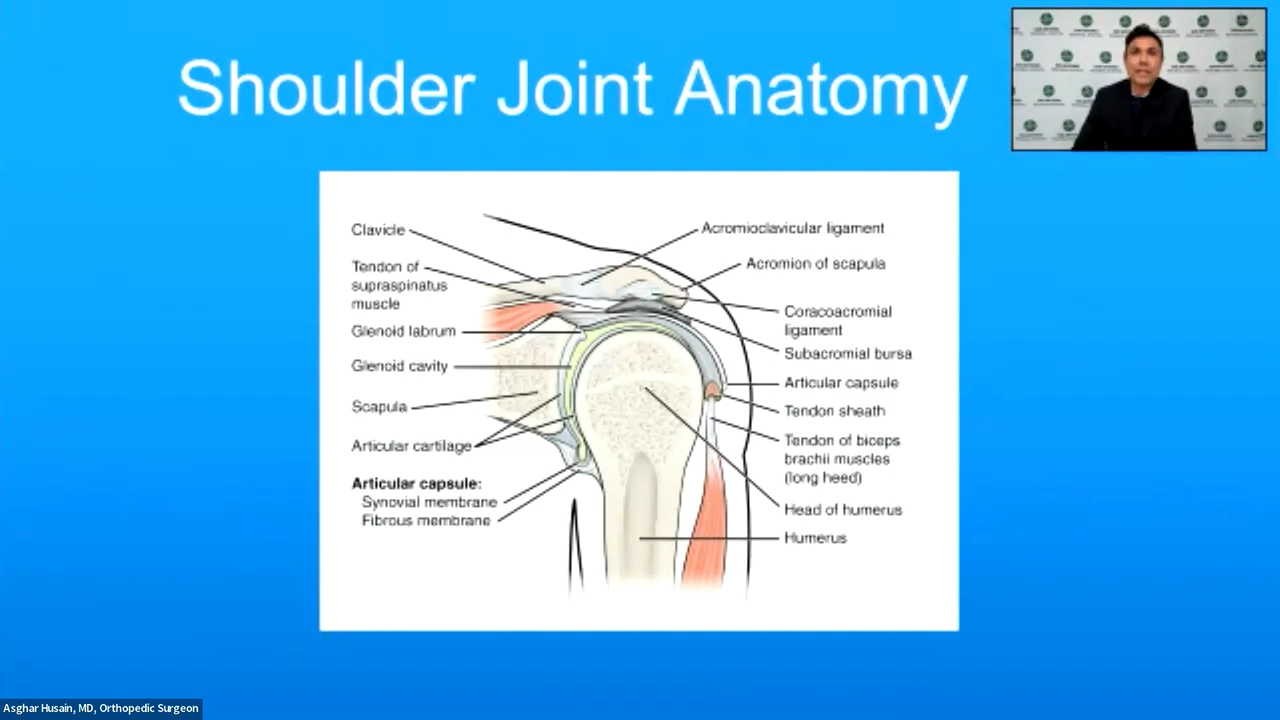 Shoulder Joint Anatomy
Clavicle
Tendon of
supraspinatus
muscle
Glenoid labrum
Glenoid cavity
Scapula
Articular cartilage
Articular capsule:
Synovial membrane
Fibrous membrane
Acromioclavicular ligament
Acromion of scapula
Coracoacromial
ligament
Subacromial bursa
Articular capsule
Tendon sheath
Tendon of biceps
brachii muscles
(long heed)
Head of humerus
Humerus
Asghar Husain, MD, Orthopedic Surgeon